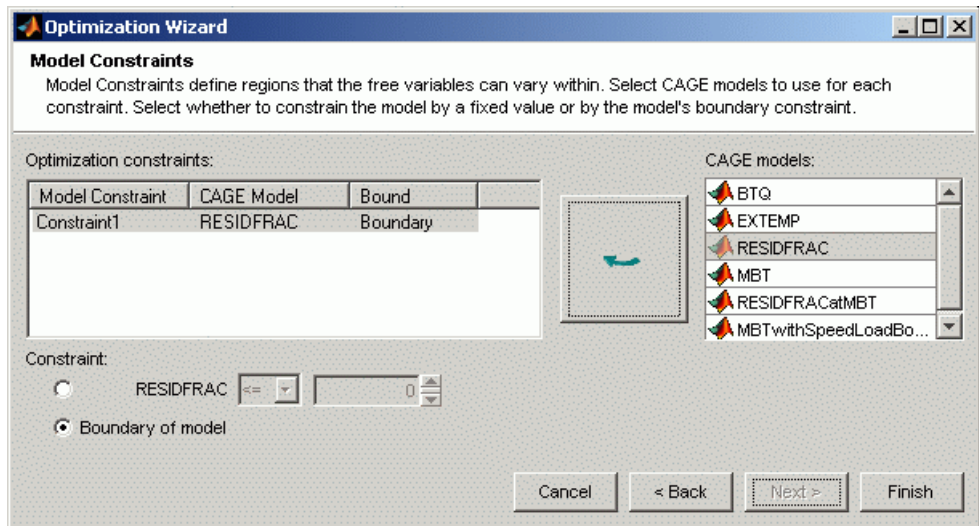 Optimization Wizard
Model Constraints
Model Constraints define regions that the free variables can vary within. Select CAGE models to use for each
constraint. Select whether to constrain the model by a fixed value or by the model's boundary constraint.
Optimization constraints:
Model Constraint CAGE Model Bound
Constraint1 RESIDFRAC Boundary
CAGE models:
BTQ
EXTEMP
RESIDFRAC
MBT
RESIDFRACatMBT
MBTwithSpeedLoadBo...
Constraint:
RESIDFRAC <= 0
Boundary of model
Cancel < Back Next > Finish